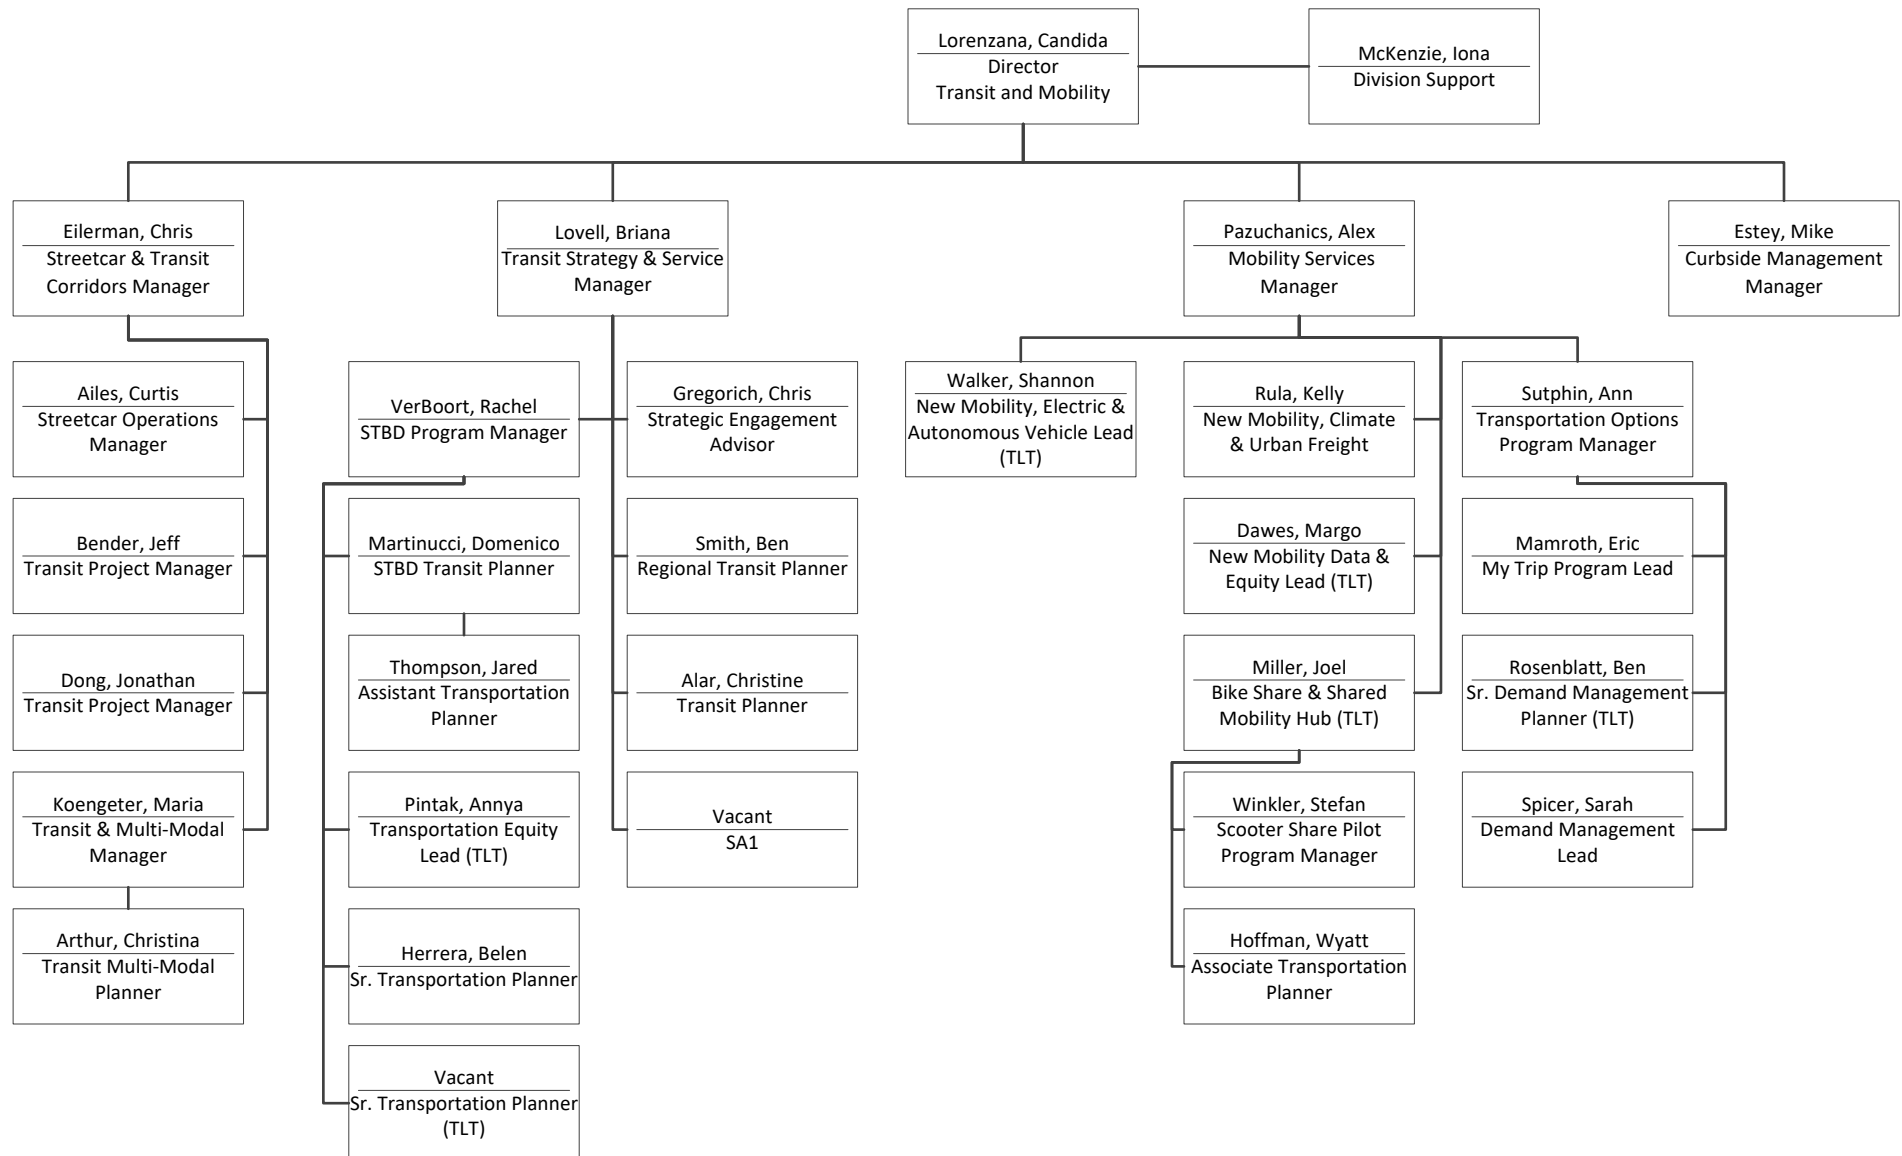 Lorenzana, Candida
Director
Transit and Mobility
McKenzie, Iona
Division Support
Eilerman, Chris
Streetcar & Transit
Corridors Manager
Lovell, Briana
Transit Strategy & Service
Manager
Pazuchanics, Alex
Mobility Services
Manager
Estey, Mike
Curbside Management
Manager
Ailes, Curtis
Streetcar Operations
Manager
Bender, Jeff
Transit Project Manager
Dong, Jonathan
Transit Project Manager
Koengeter, Maria
Transit & Multi-Modal
Manager
Arthur, Christina
Transit Multi-Modal
Planner
VerBoort, Rachel
STBD Program Manager
Martinucci, Domenico
STBD Transit Planner
Thompson, Jared
Assistant Transportation
Planner
Pintak, Annya
Transportation Equity
Lead (TLT)
Herrera, Belen
Sr. Transportation Planner
Vacant
Sr. Transportation Planner
(TLT)
Gregorich, Chris
Strategic Engagement
Advisor
Smith, Ben
Regional Transit Planner
Alar, Christine
Transit Planner
Vacant
SA1
Walker, Shannon
New Mobility, Electric &
Autonomous Vehicle Lead
(TLT)
Rula, Kelly
New Mobility, Climate
& Urban Freight
Dawes, Margo
New Mobility Data &
Equity Lead (TLT)
Miller, Joel
Bike Share & Shared
Mobility Hub (TLT)
Winkler, Stefan
Scooter Share Pilot
Program Manager
Hoffman, Wyatt
Associate Transportation
Planner
Sutphin, Ann
Transportation Options
Program Manager
Mamroth, Eric
My Trip Program Lead
Rosenblatt, Ben
Sr. Demand Management
Planner (TLT)
Spicer, Sarah
Demand Management
Lead